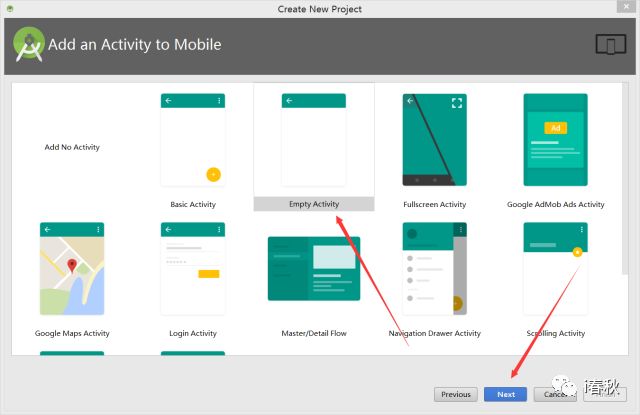 Create New Project
Add an Activity to Mobile
Add No Activity
Basic Activity
Empty Activity
Fullscreen Activity
Ad
Google AdMob Ads Activity
Google Maps Activity
Login Activity
Master/Detail Flow
Navigation Drawer Activity
Scrolling Activity
Previous
Next
Cancel
i春秋